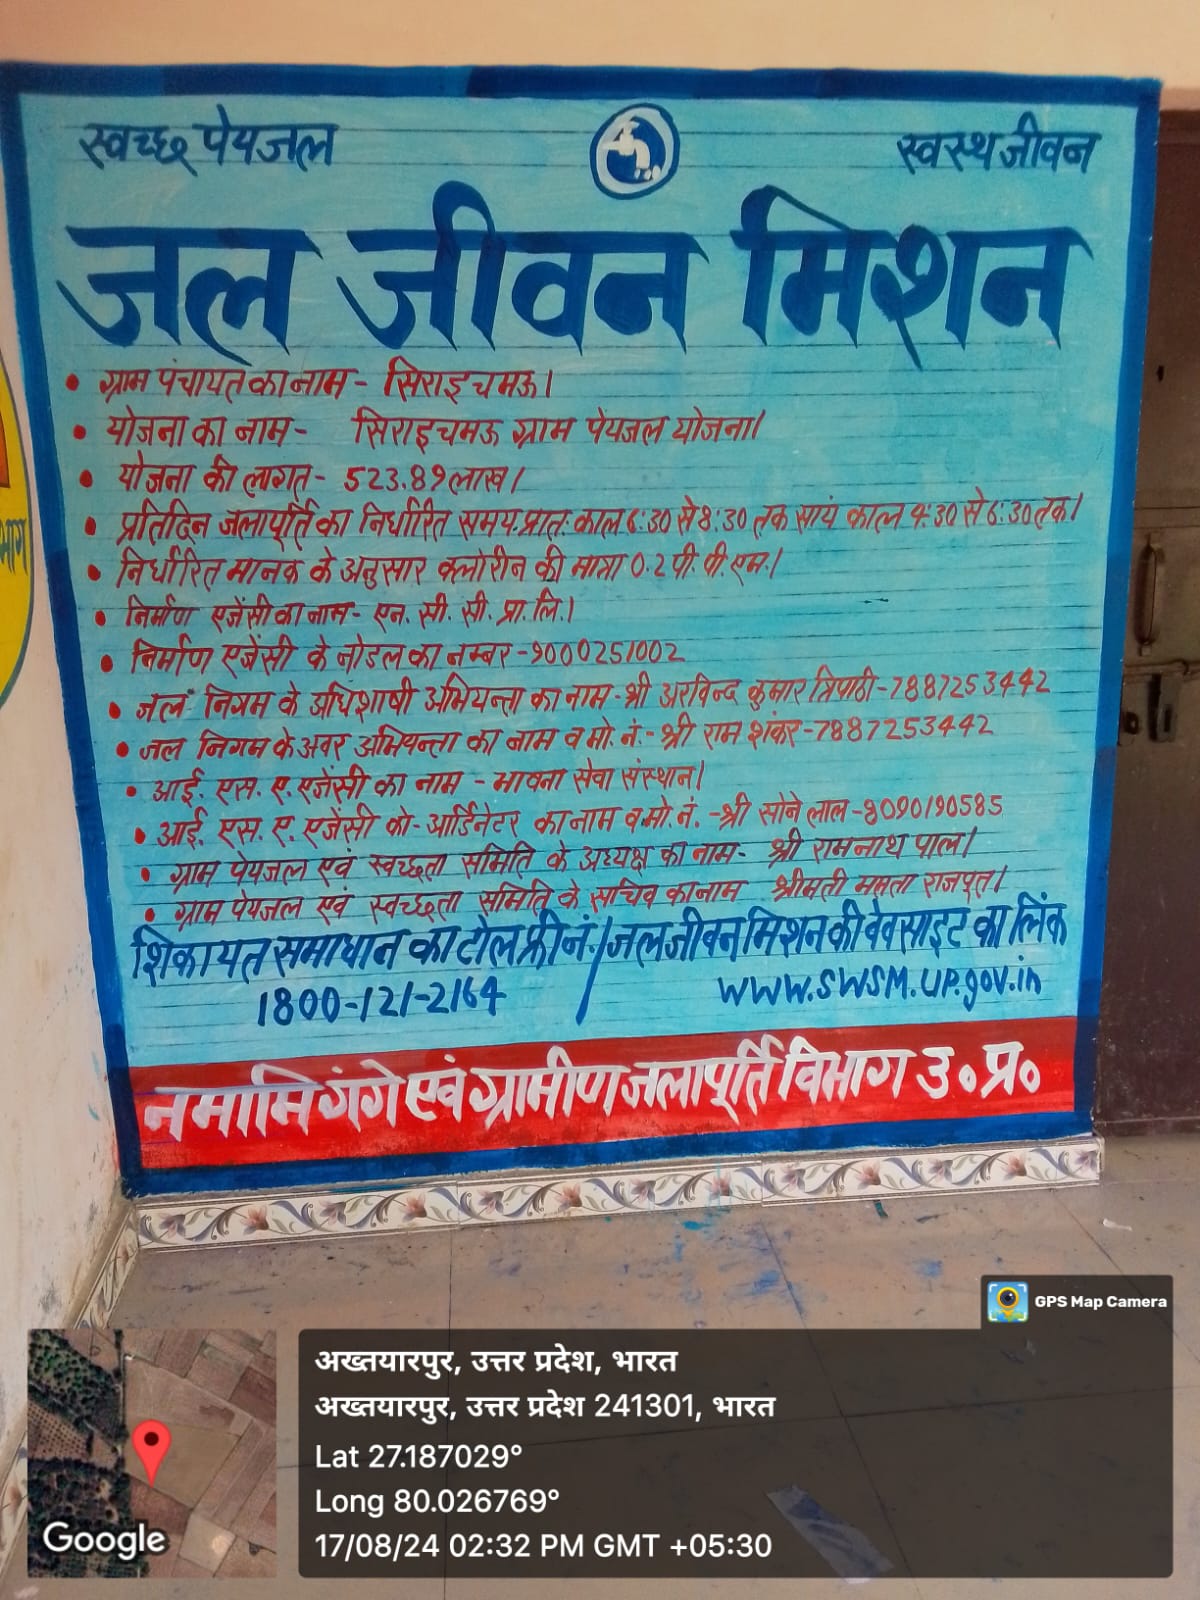 स्वच्छ पेयजल
स्वस्थ जीवन
जल जीवन मिशन
• ग्राम पंचायत का नाम - सिराइचमऊ।
• योजना का नाम - सिराइचमऊ ग्राम पेयजल योजना।
• योजना की लागत - 523.89 लाख।
• प्रतिदिन जलापूर्ति का निर्धारित समय प्रात: काल 6:30 से 8:30 तक सायं काल 4:30 से 6:30 तक।
• निर्धारित मानक के अनुसार क्लोरीन की मात्रा 0.2 पी. पी. एम.।
• निर्माण एजेंसी का नाम - एन. सी. सी. प्रा. लि.।
• निर्माण एजेंसी के नोडल का नम्बर - 9000251002
• जल निगम के अधिशाषी अभियन्ता का नाम - श्री अरविन्द कुमार त्रिपाठी - 7887253442
• जल निगम के अवर अभियन्ता का नाम व मो. नं. - श्री राम शंकर - 7887253442
• आई. एस. ए. एजेंसी का नाम - भावना सेवा संस्थान।
• आई. एस. ए. एजेंसी को-आर्डिनेटर का नाम व मो. नं. - श्री सोने लाल - 8090190585
• ग्राम पेयजल एवं स्वच्छता समिति के अध्यक्ष का नाम - श्री रामनाथ पाल।
• ग्राम पेयजल एवं स्वच्छता समिति के सचिव का नाम श्रीमती ममता राजपूत।
शिकायत समाधान का टोल फ्री नं. / जल जीवन मिशन की वेबसाइट का लिंक
1800-121-2164 / www.swsm.up.gov.in
नमामि गंगे एवं ग्रामीण जलापूर्ति विभाग उ० प्र०
GPS Map Camera
अख्तयारपुर, उत्तर प्रदेश, भारत
अख्तयारपुर, उत्तर प्रदेश 241301, भारत
Lat 27.187029°
Long 80.026769°
17/08/24 02:32 PM GMT +05:30
Google